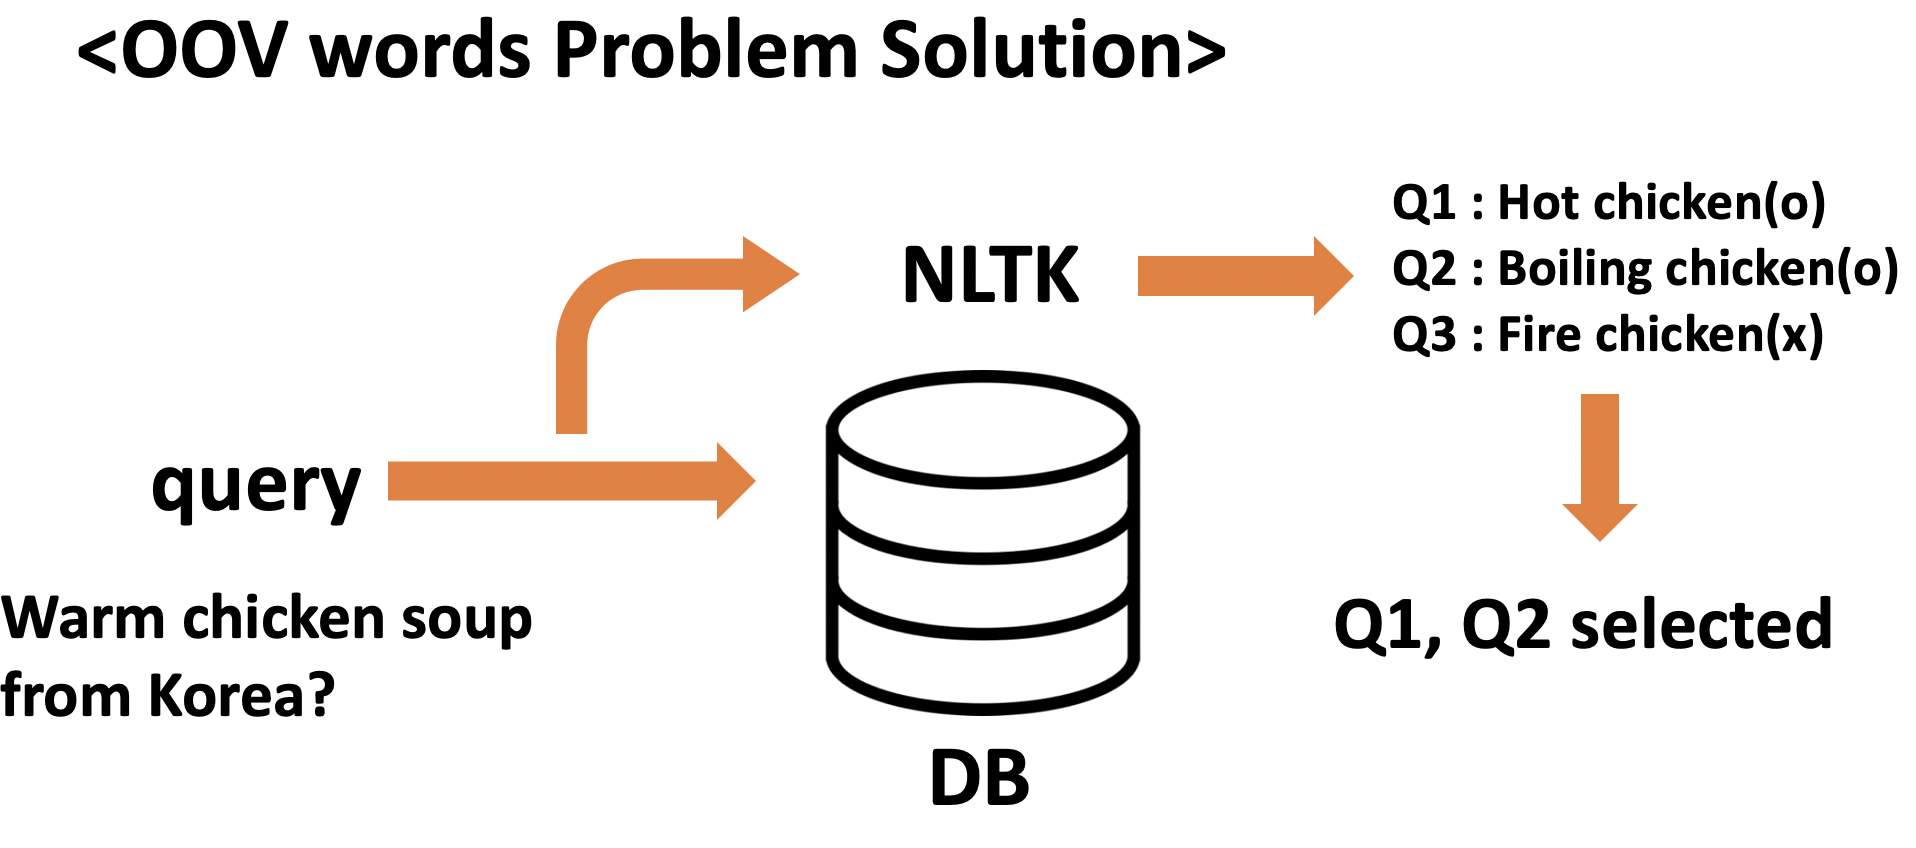 <OOV words Problem Solution>
Q1 : Hot chicken(o)
Q2 : Boiling chicken(o)
Q3 : Fire chicken(x)
NLTK
query
Warm chicken soup
from Korea?
Q1, Q2 selected
DB